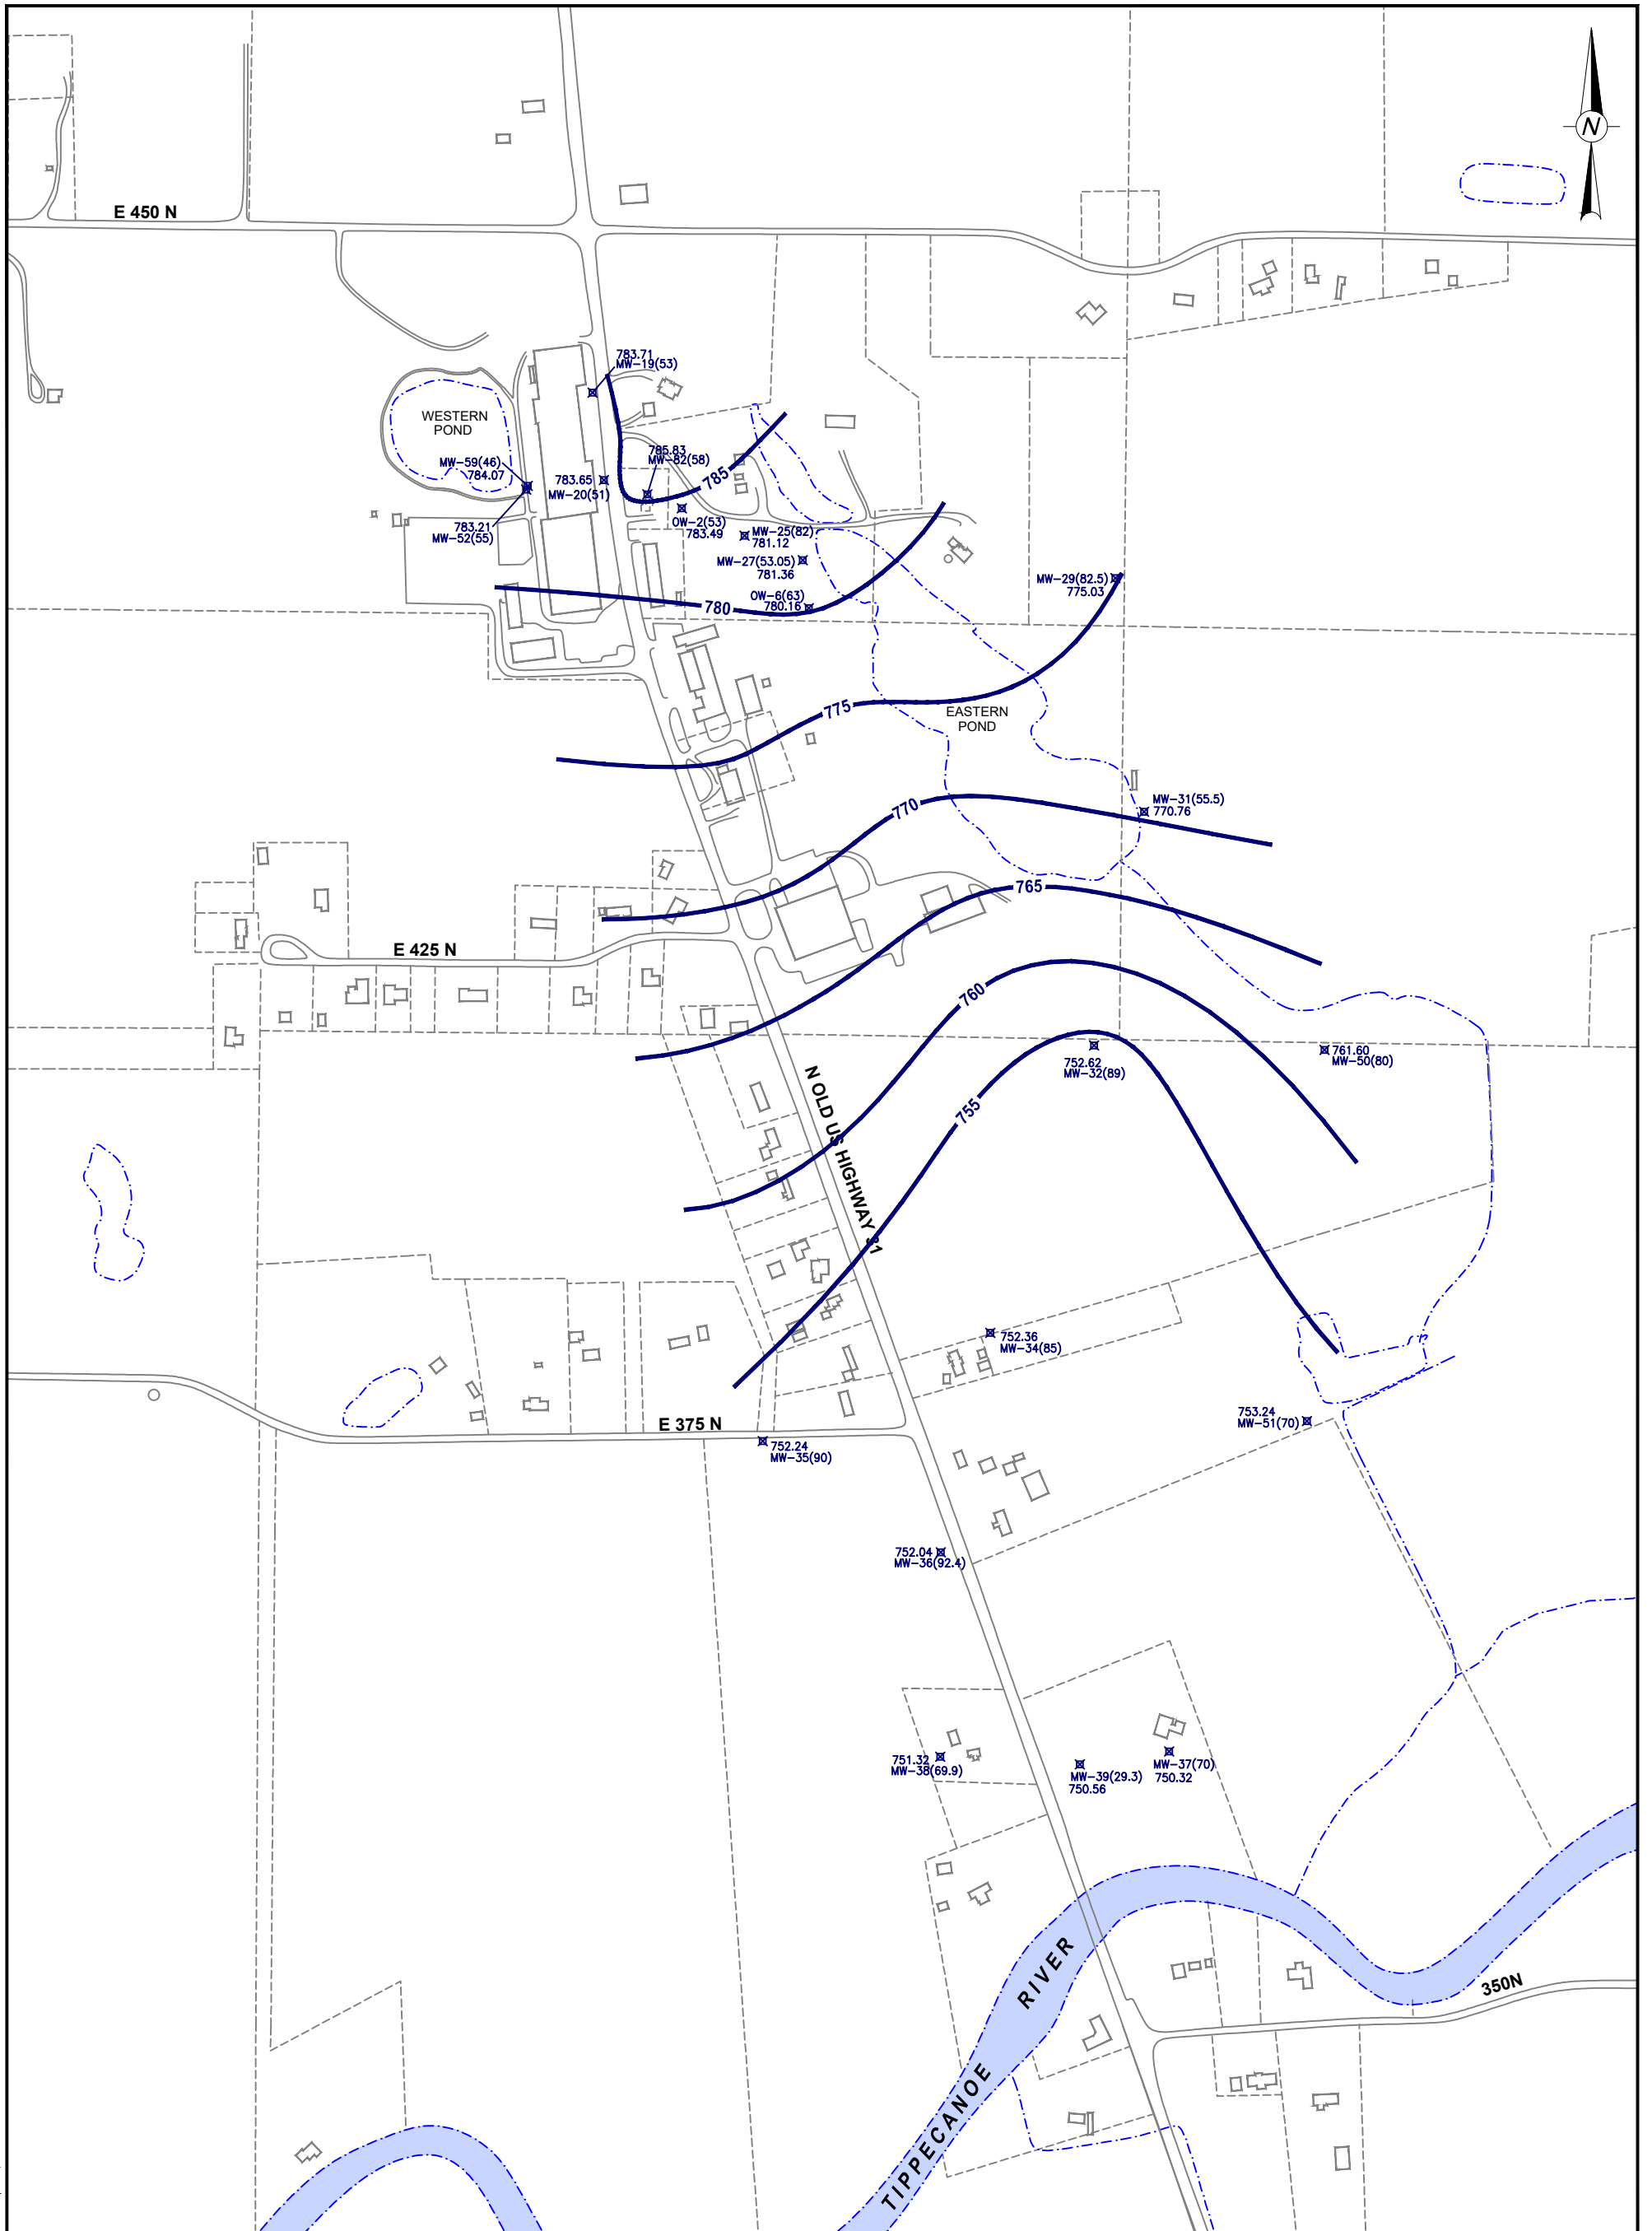 N
E 450 N
783.71
MW-19(53)
WESTERN
POND
785.83
MW-82(58)
MW-59(46)
784.07
783.65
MW-20(51)
785
OW-2(53)
783.49
783.21
MW-52(55)
MW-25(82)
781.12
MW-27(53.05)
781.36
MW-29(82.5)
775.03
OW-6(63)
780.16
780
775
EASTERN
POND
770
MW-31(55.5)
770.76
765
E 425 N
760
761.60
MW-50(80)
752.62
MW-32(89)
755
N OLD US HIGHWAY 31
752.36
MW-34(85)
753.24
MW-51(70)
E 375 N
752.24
MW-35(90)
752.04
MW-36(92.4)
751.32
MW-38(69.9)
MW-39(29.3)
750.56
MW-37(70)
750.32
350N
TIPPECANOE RIVER